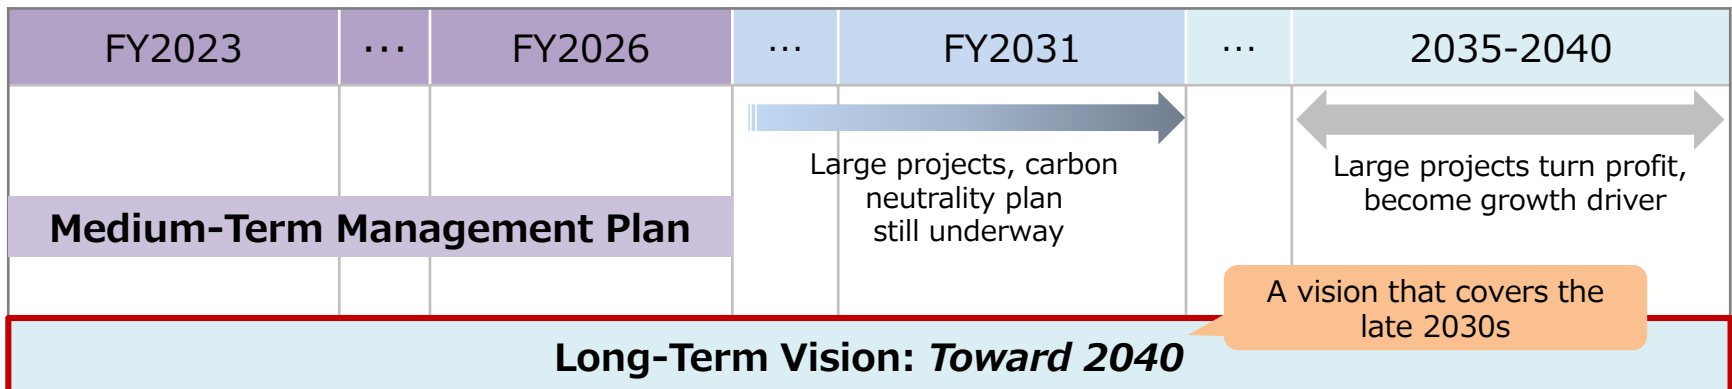 FY2023 … FY2026 … FY2031 … 2035-2040
Large projects, carbon
neutrality plan
still underway
Large projects turn profit,
become growth driver
Medium-Term Management Plan
A vision that covers the
late 2030s
Long-Term Vision: Toward 2040